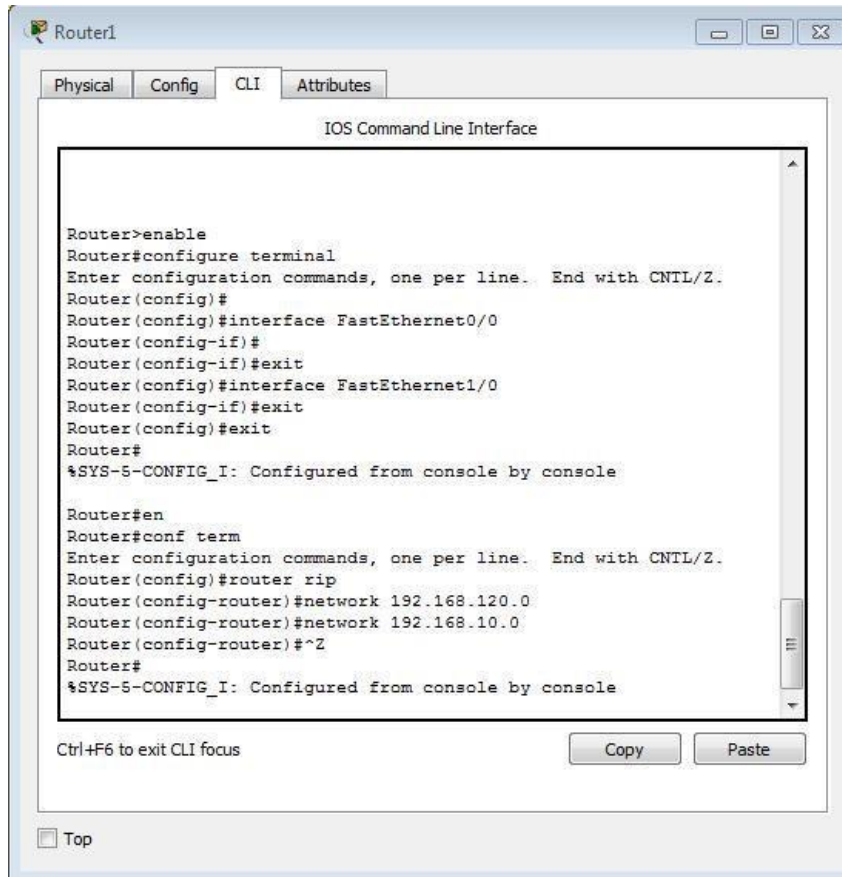 Router1
Physical Config CLI Attributes
IOS Command Line Interface
Router>enable
Router#configure terminal
Enter configuration commands, one per line.  End with CNTL/Z.
Router(config)#
Router(config)#interface FastEthernet0/0
Router(config-if)#
Router(config-if)#exit
Router(config)#interface FastEthernet1/0
Router(config-if)#exit
Router(config)#exit
Router#
%SYS-5-CONFIG_I: Configured from console by console
Router#en
Router#conf term
Enter configuration commands, one per line.  End with CNTL/Z.
Router(config)#router rip
Router(config-router)#network 192.168.120.0
Router(config-router)#network 192.168.10.0
Router(config-router)#^Z
Router#
%SYS-5-CONFIG_I: Configured from console by console
Ctrl+F6 to exit CLI focus Copy Paste
Top